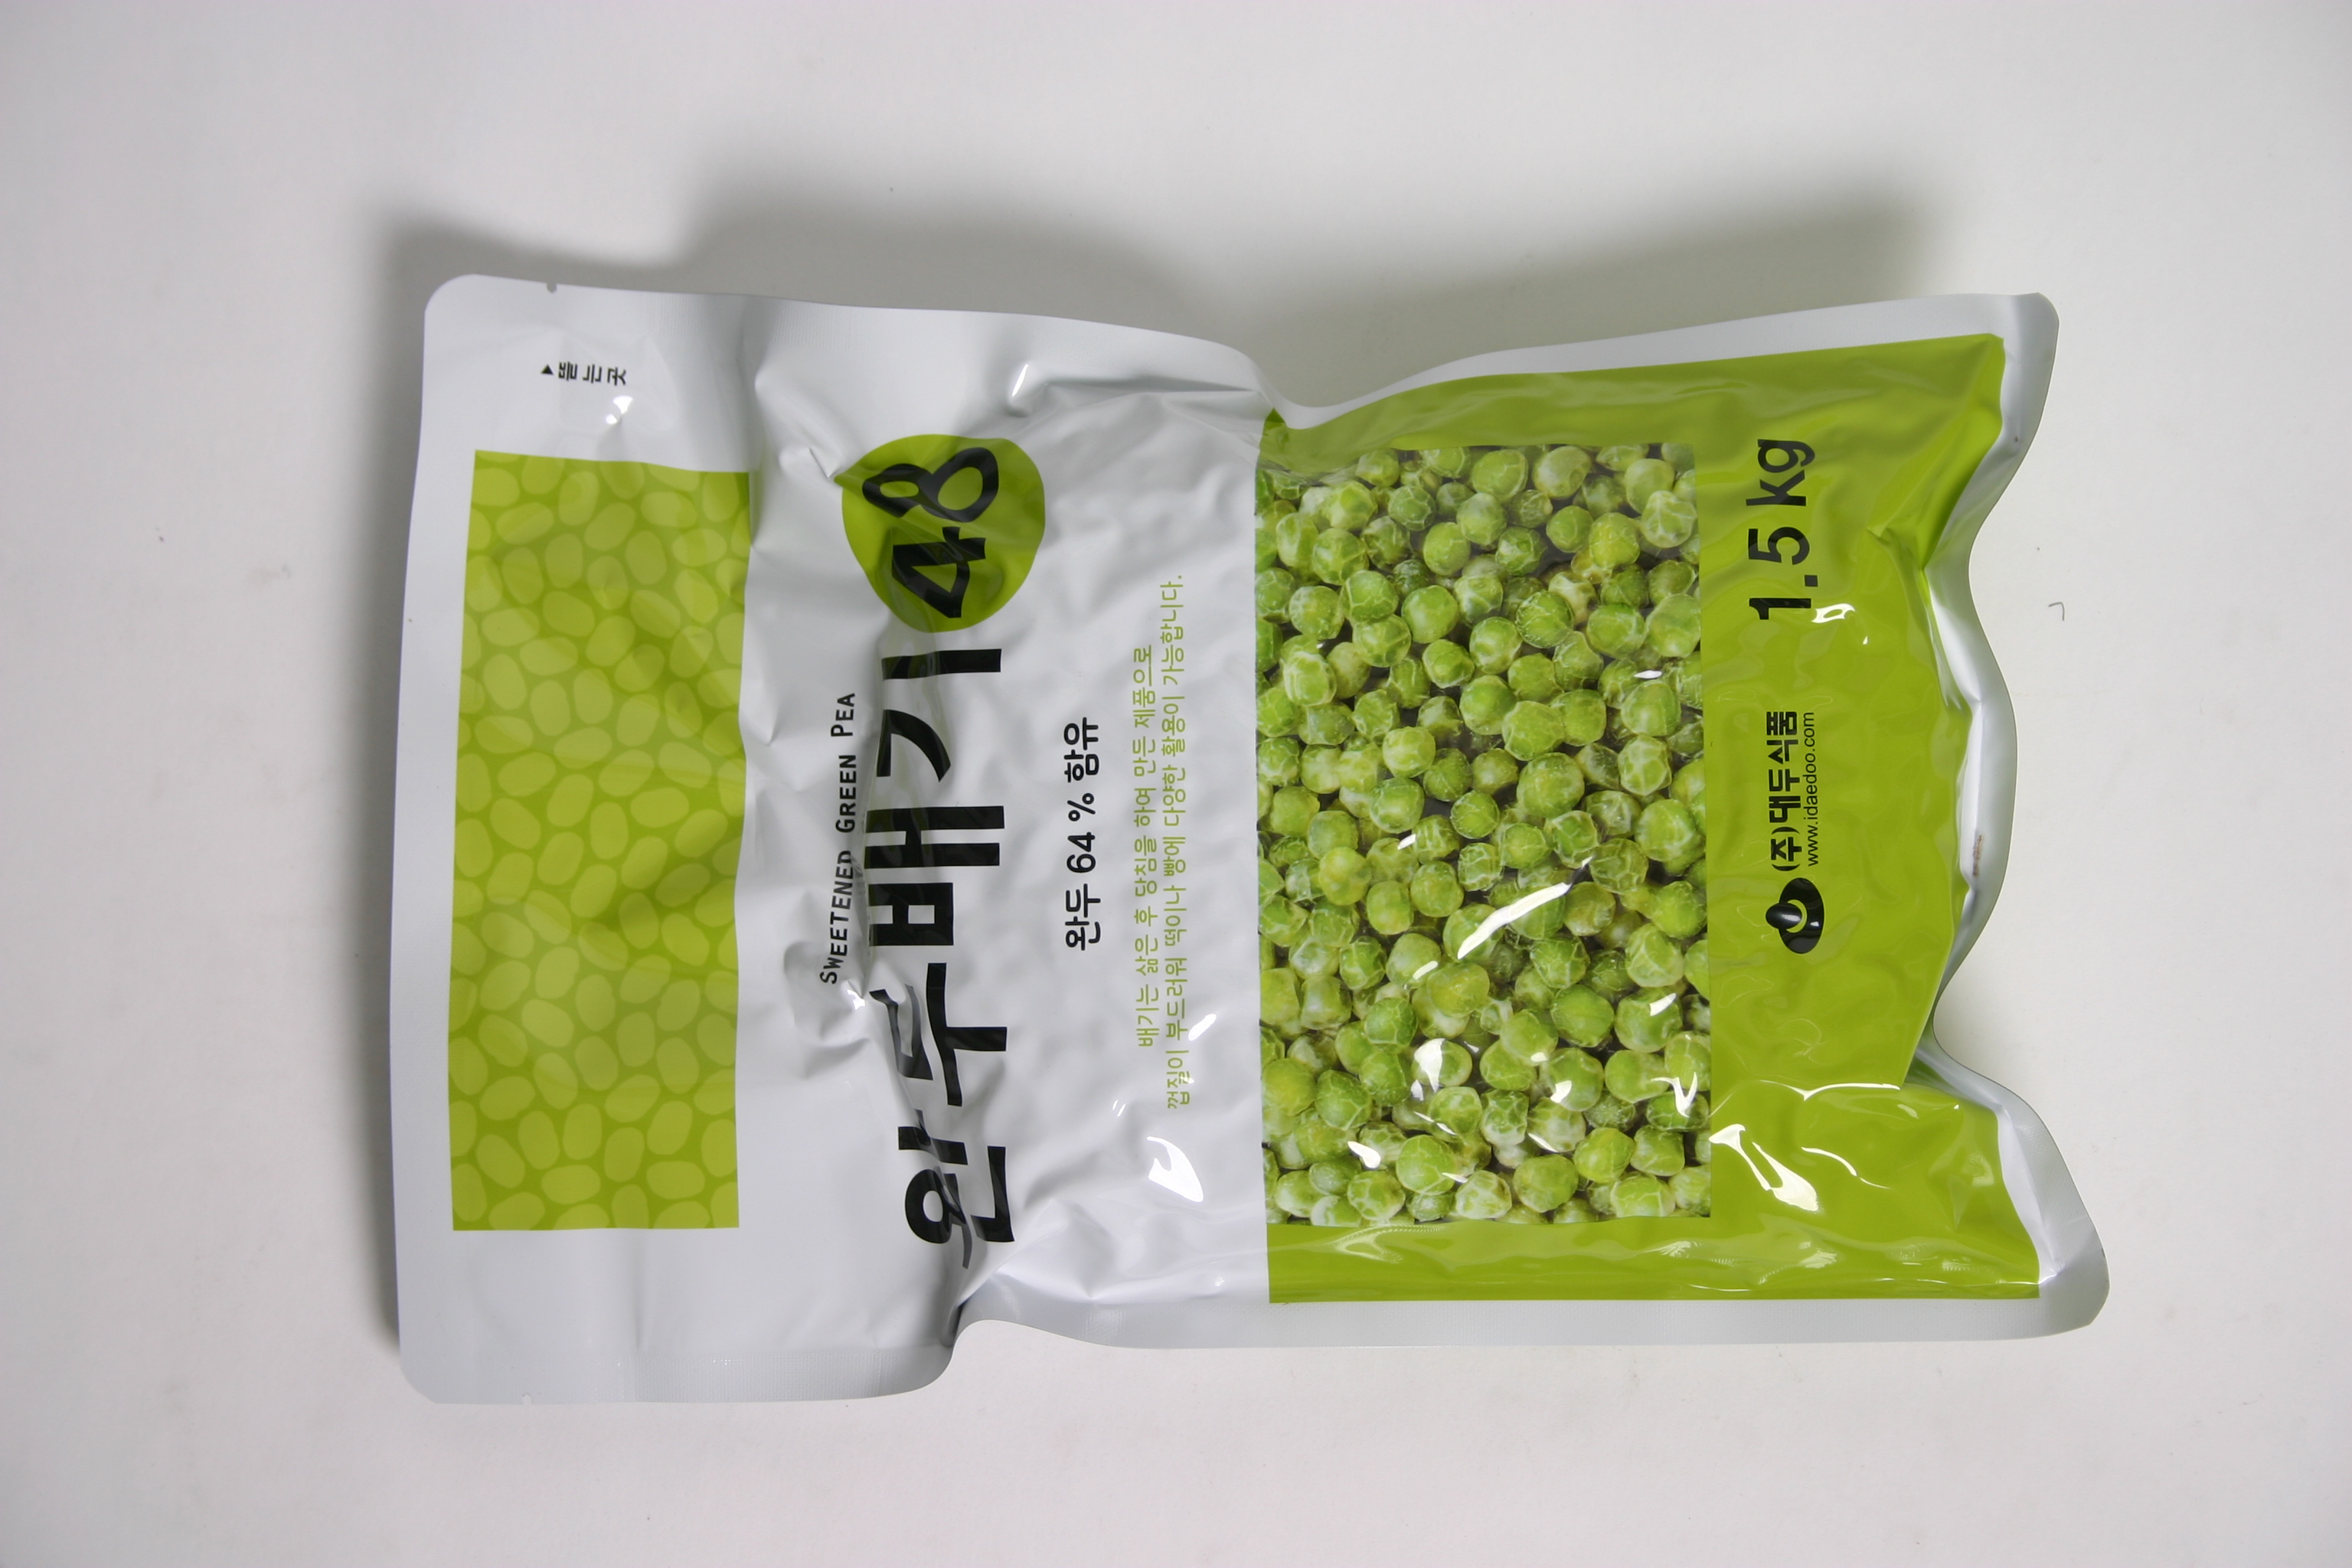 ▶뜯는곳
SWEETENED GREEN PEA
완두배기 48
완두 64 % 함유
배기는 삶은 후 당침을 하여 만든 제품으로
껍질이 부드러워 떡이나 빵에 다양한 활용이 가능합니다.
(주)대두식품
www.idaedoo.com
1.5 kg